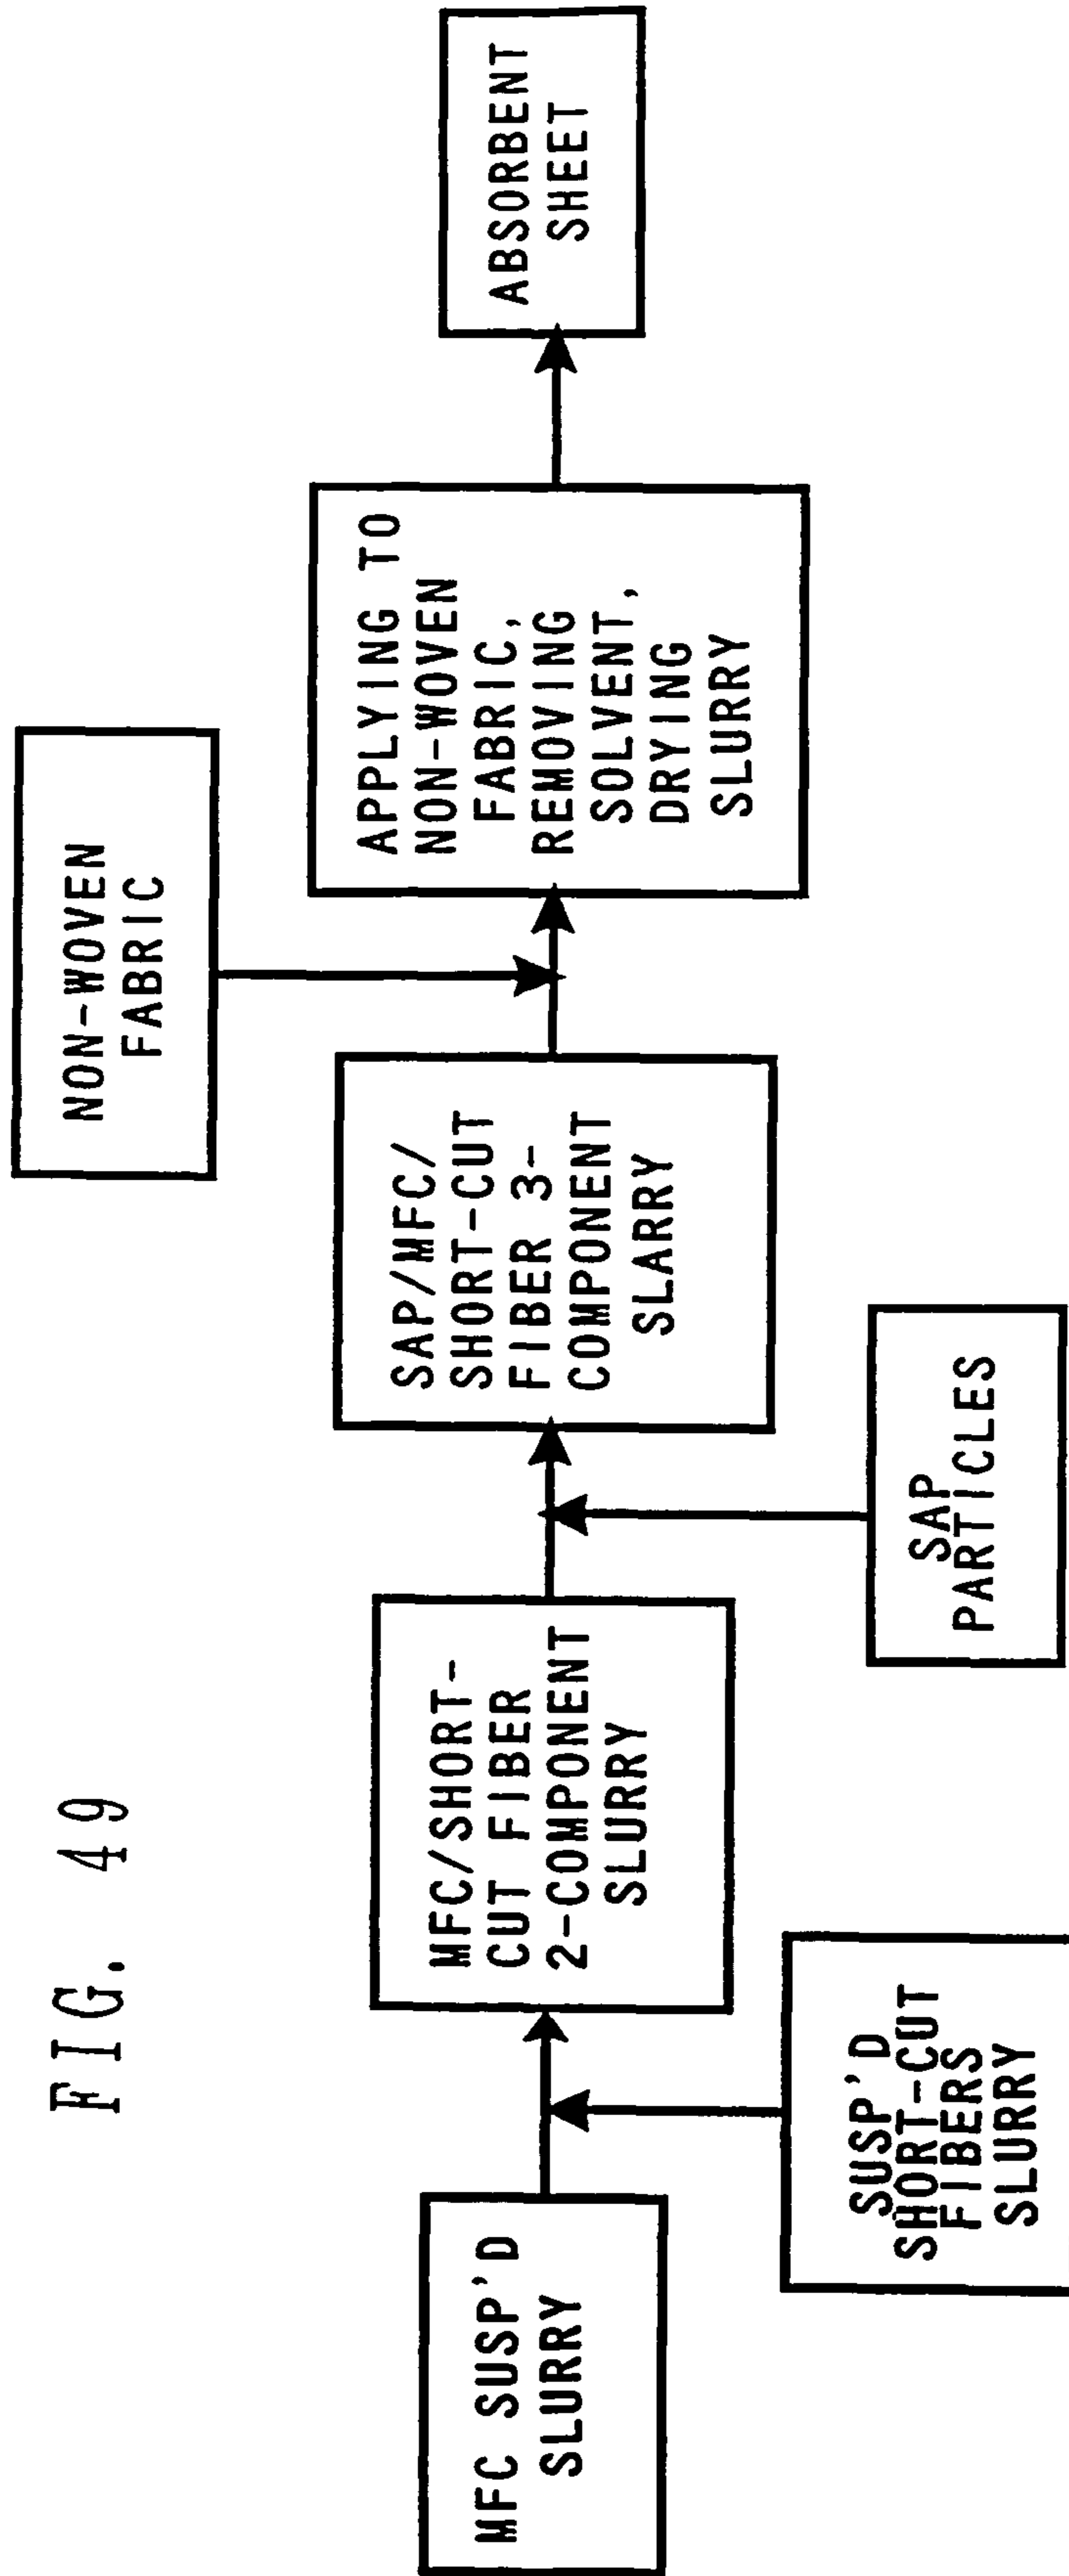 FIG. 49
MFC SUSP'D
SLURRY
SUSP'D
SHORT-CUT
FIBERS
SLURRY
MFC/SHORT-
CUT FIBER
2-COMPONENT
SLURRY
SAP
PARTICLES
SAP/MFC/
SHORT-CUT
FIBER 3-
COMPONENT
SLARRY
NON-WOVEN
FABRIC
APPLYING TO
NON-WOVEN
FABRIC,
REMOVING
SOLVENT,
DRYING
SLURRY
ABSORBENT
SHEET